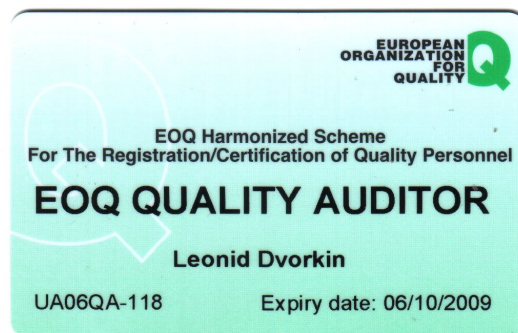 EUROPEAN
ORGANIZATION
FOR
QUALITY
EOQ Harmonized Scheme
For The Registration/Certification of Quality Personnel
EOQ QUALITY AUDITOR
Leonid Dvorkin
UA06QA-118 Expiry date: 06/10/2009